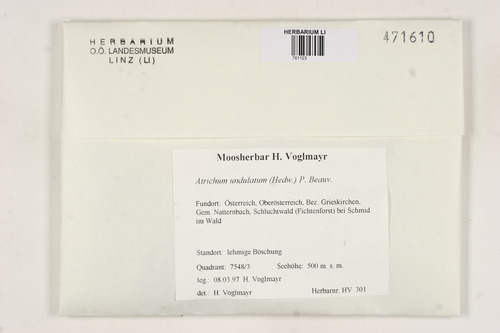 HERBARIUM
O.Ö. LANDESMUSEUM
LINZ (LI)
HERBARIUM LI
761123
471610
Moosherbar H. Voglmayr
Atrichum undulatum (Hedw.) P. Beauv.
Fundort: Österreich, Oberösterreich, Bez. Grieskirchen,
Gem. Natternbach, Schluchtwald (Fichtenforst) bei Schmid
im Wald
Standort: lehmige Böschung
Quadrant: 7548/3 Seehöhe: 500 m. s. m.
leg.: 08.03.97 H. Voglmayr
det.: H. Voglmayr Herbarnr. HV 301